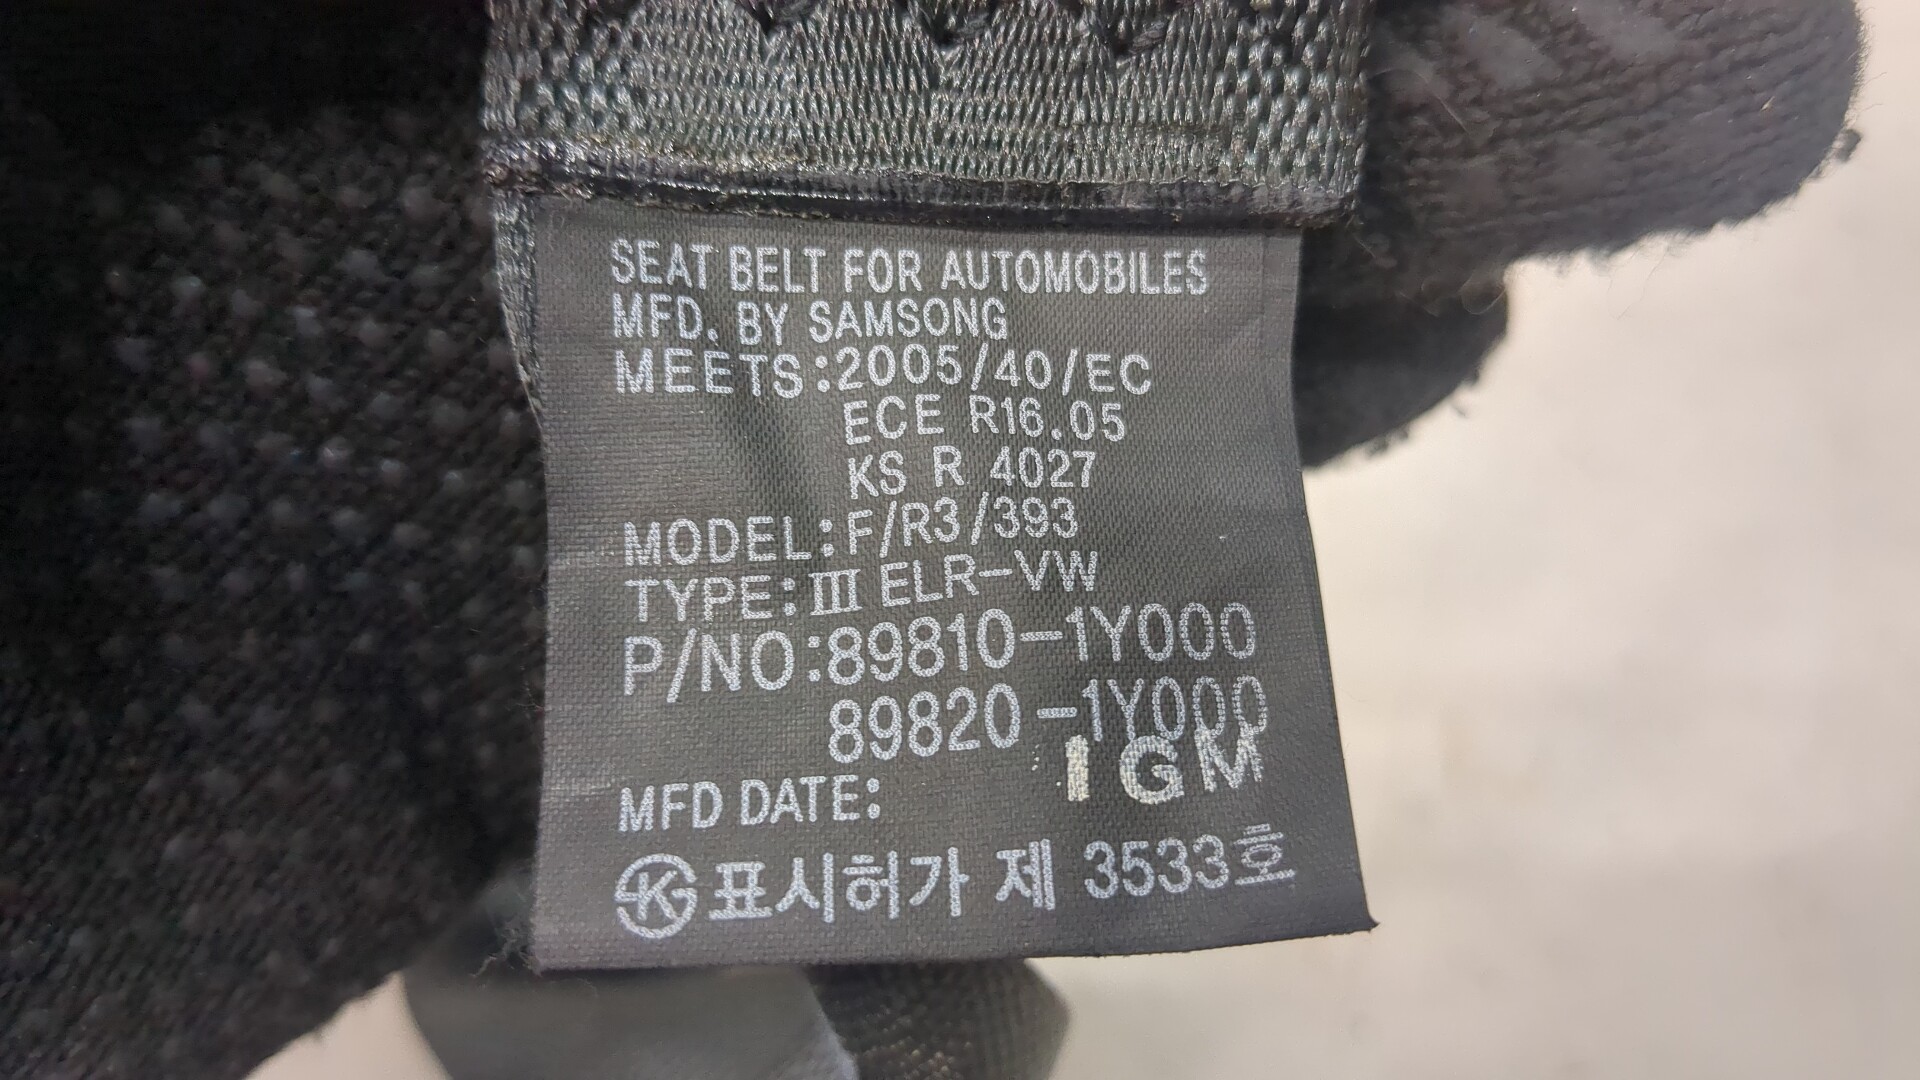 SEAT BELT FOR AUTOMOBILES
MFD. BY SAMSONG
MEETS:2005/40/EC
ECE R16.05
KS R 4027
MODEL:F/R3/393
TYPE:Ⅲ ELR-VW
P/NO:89810-1Y000
89820-1Y000
MFD DATE: 1GM
표시허가 제 3533호